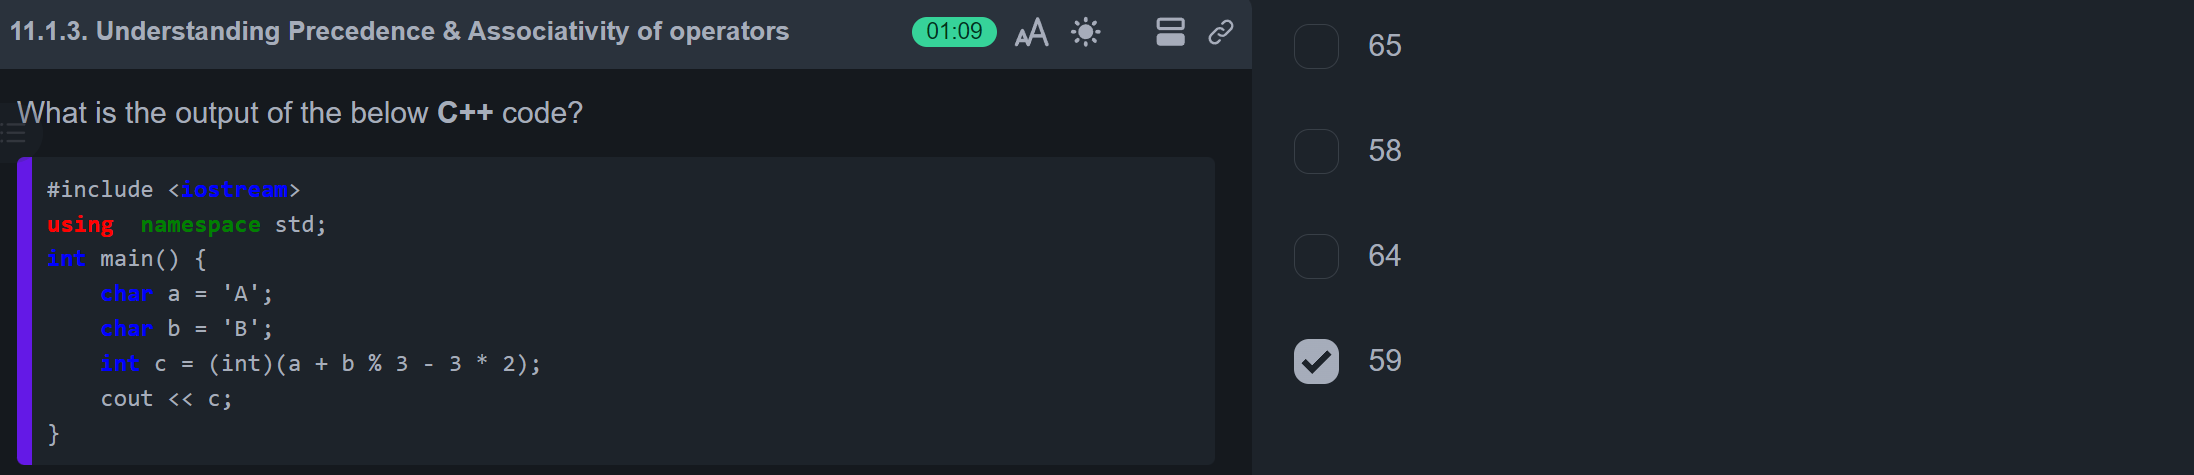 11.1.3. Understanding Precedence & Associativity of operators
01:09
AA
What is the output of the below C++ code?
#include <iostream>
using  namespace std;
int main() {
    char a = 'A';
    char b = 'B';
    int c = (int)(a + b % 3 - 3 * 2);
    cout << c;
}
65
58
64
59